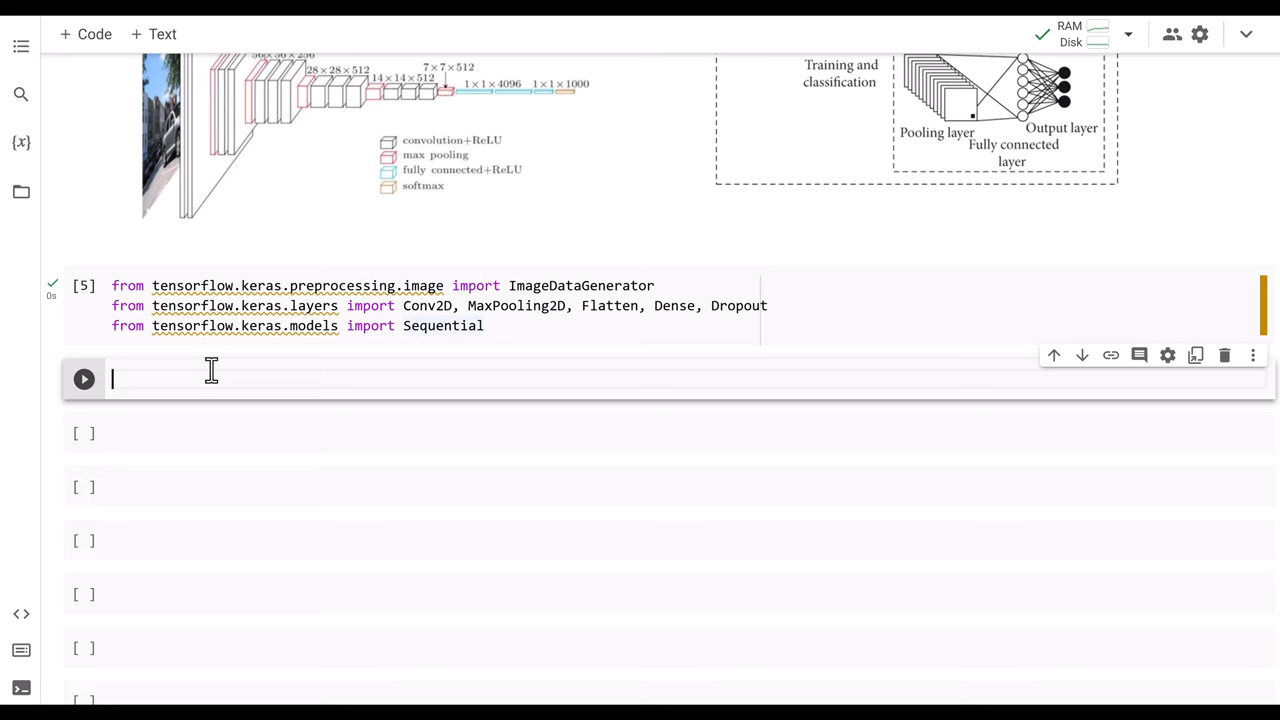 + Code + Text
RAM
Disk
56×56×256
28×28×512
14×14×512
7×7×512
1×1×4096 1×1×1000
convolution+ReLU
max pooling
fully connected+ReLU
softmax
Training and
classification
Pooling layer
Fully connected
layer
Output layer
{x}
[5] from tensorflow.keras.preprocessing.image import ImageDataGenerator
from tensorflow.keras.layers import Conv2D, MaxPooling2D, Flatten, Dense, Dropout
from tensorflow.keras.models import Sequential
0s
[ ]
[ ]
[ ]
[ ]
[ ]
[ ]